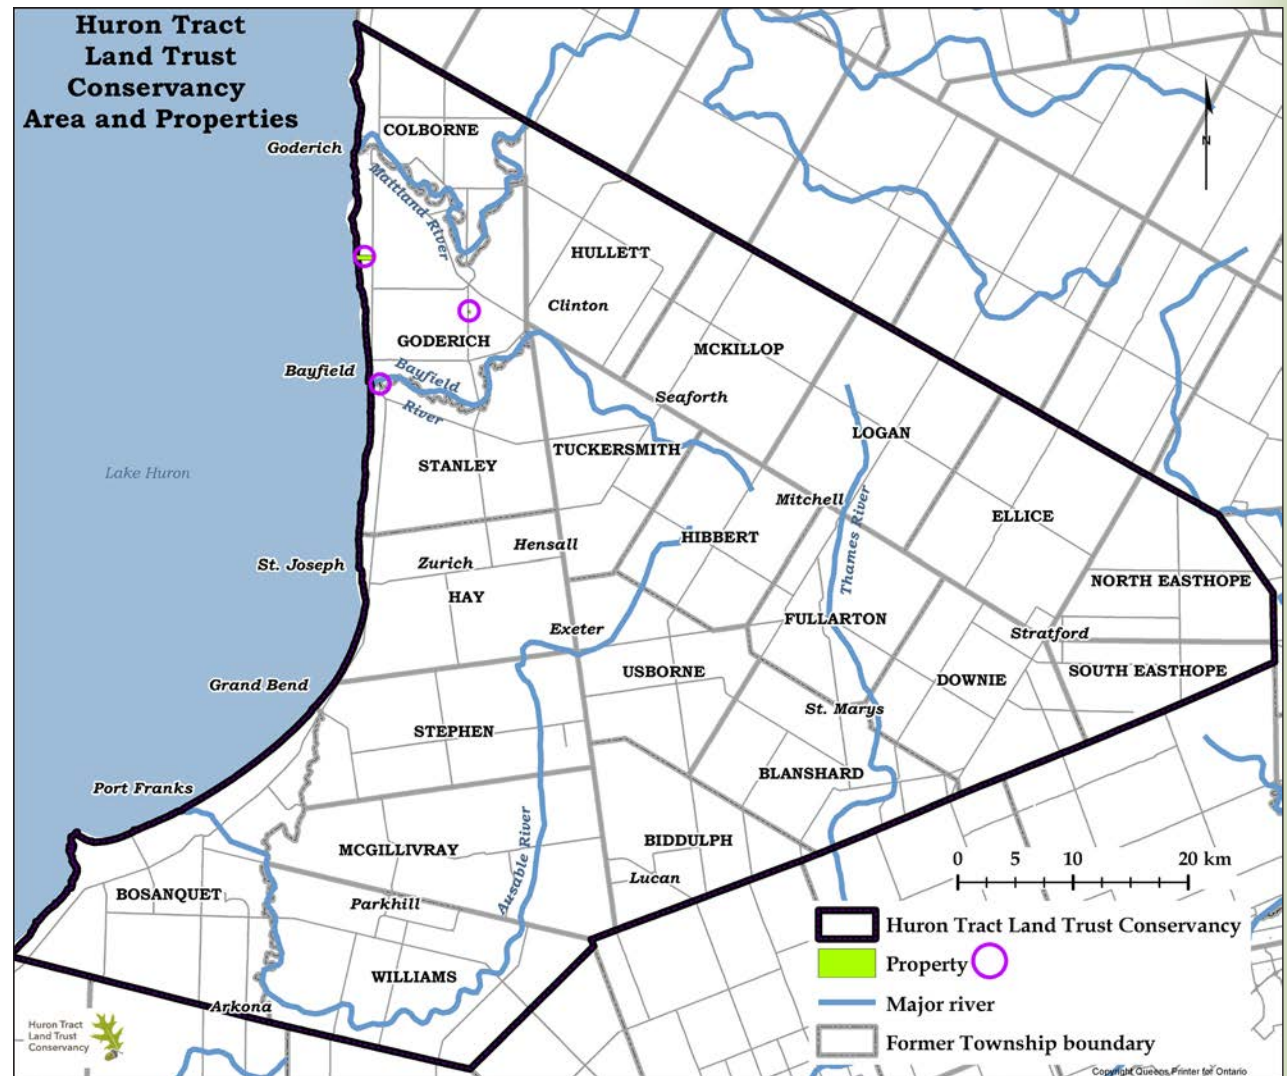 Huron Tract
Land Trust
Conservancy
Area and Properties
COLBORNE
Goderich
Maitland River
N
HULLETT
Clinton
GODERICH
MCKILLOP
Bayfield
Bayfield
River
Seaforth
LOGAN
TUCKERSMITH
STANLEY
Lake Huron
Mitchell
ELLICE
Thames River
HIBBERT
Hensall
Zurich
St. Joseph
NORTH EASTHOPE
HAY
FULLARTON
Exeter
Stratford
USBORNE
SOUTH EASTHOPE
DOWNIE
Grand Bend
St. Marys
STEPHEN
BLANSHARD
Port Franks
BIDDULPH
MCGILLIVRAY
Ausable River
0 5 10 20 km
Lucan
BOSANQUET
Parkhill
WILLIAMS
Arkona
Huron Tract Land Trust Conservancy
Property
Major river
Former Township boundary
Huron Tract
Land Trust
Conservancy
Copyright Queens Printer for Ontario